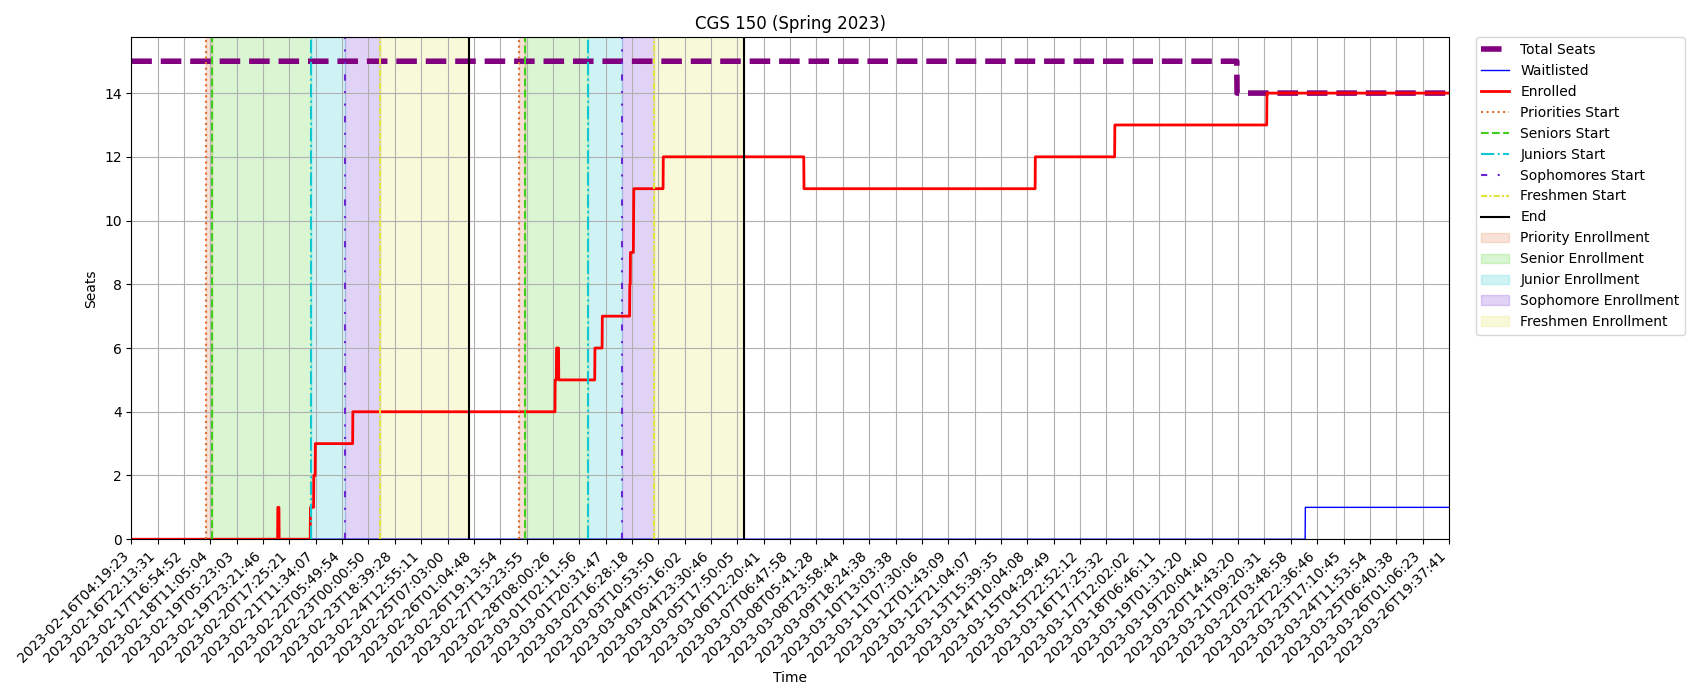 CGS 150 (Spring 2023)
Seats
14
12
10
8
6
4
2
0
2023-02-16T04:19:23
2023-02-16T22:13:31
2023-02-17T16:54:52
2023-02-18T11:05:04
2023-02-19T05:23:03
2023-02-19T23:21:46
2023-02-20T17:25:21
2023-02-21T11:34:07
2023-02-22T05:49:54
2023-02-23T00:00:50
2023-02-23T18:39:28
2023-02-24T12:55:11
2023-02-25T07:03:00
2023-02-26T01:04:48
2023-02-26T19:13:54
2023-02-27T13:23:55
2023-02-28T08:00:26
2023-03-01T02:11:56
2023-03-01T20:31:47
2023-03-02T16:28:18
2023-03-03T10:53:50
2023-03-04T05:16:02
2023-03-04T23:30:46
2023-03-05T17:50:05
2023-03-06T12:20:41
2023-03-07T06:47:58
2023-03-08T05:41:28
2023-03-08T23:58:44
2023-03-09T18:24:38
2023-03-10T13:03:38
2023-03-11T07:30:06
2023-03-12T01:43:09
2023-03-12T21:04:07
2023-03-13T15:39:35
2023-03-14T10:04:08
2023-03-15T04:29:49
2023-03-15T22:52:12
2023-03-16T17:25:32
2023-03-17T12:02:02
2023-03-18T06:46:11
2023-03-19T01:31:20
2023-03-19T20:04:40
2023-03-20T14:43:20
2023-03-21T09:20:31
2023-03-22T03:48:58
2023-03-22T22:36:46
2023-03-23T17:10:45
2023-03-24T11:53:54
2023-03-25T06:40:38
2023-03-26T01:06:23
2023-03-26T19:37:41
Time
Total Seats
Waitlisted
Enrolled
Priorities Start
Seniors Start
Juniors Start
Sophomores Start
Freshmen Start
End
Priority Enrollment
Senior Enrollment
Junior Enrollment
Sophomore Enrollment
Freshmen Enrollment